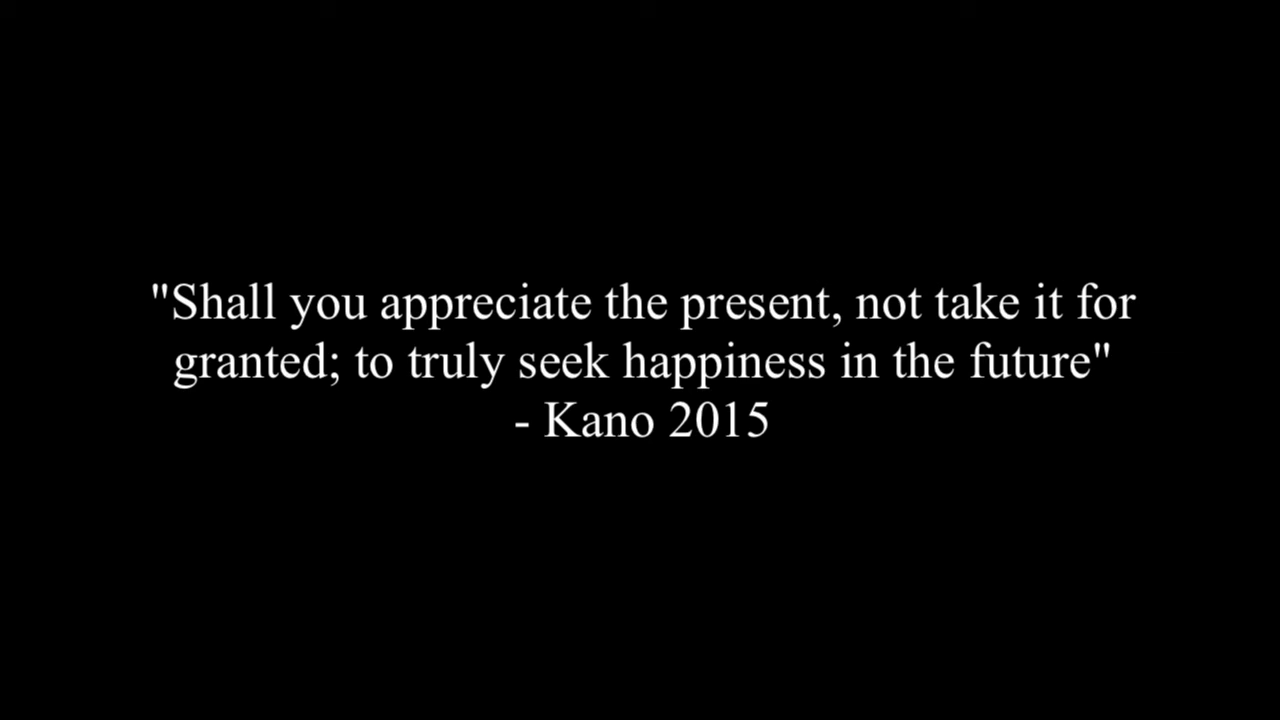 "Shall you appreciate the present, not take it for
granted; to truly seek happiness in the future"
- Kano 2015